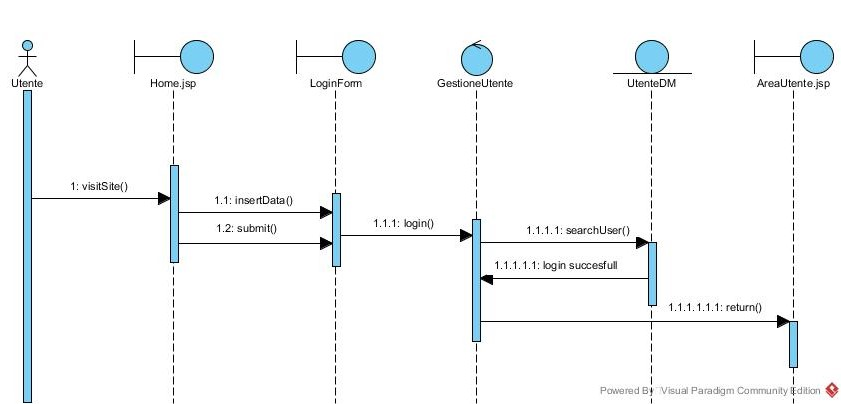 Utente
Home.jsp
LoginForm
GestioneUtente
UtenteDM
AreaUtente.jsp
1: visitSite()
1.1: insertData()
1.2: submit()
1.1.1: login()
1.1.1.1: searchUser()
1.1.1.1.1: login succesfull
1.1.1.1.1.1: return()
Powered By Visual Paradigm Community Edition